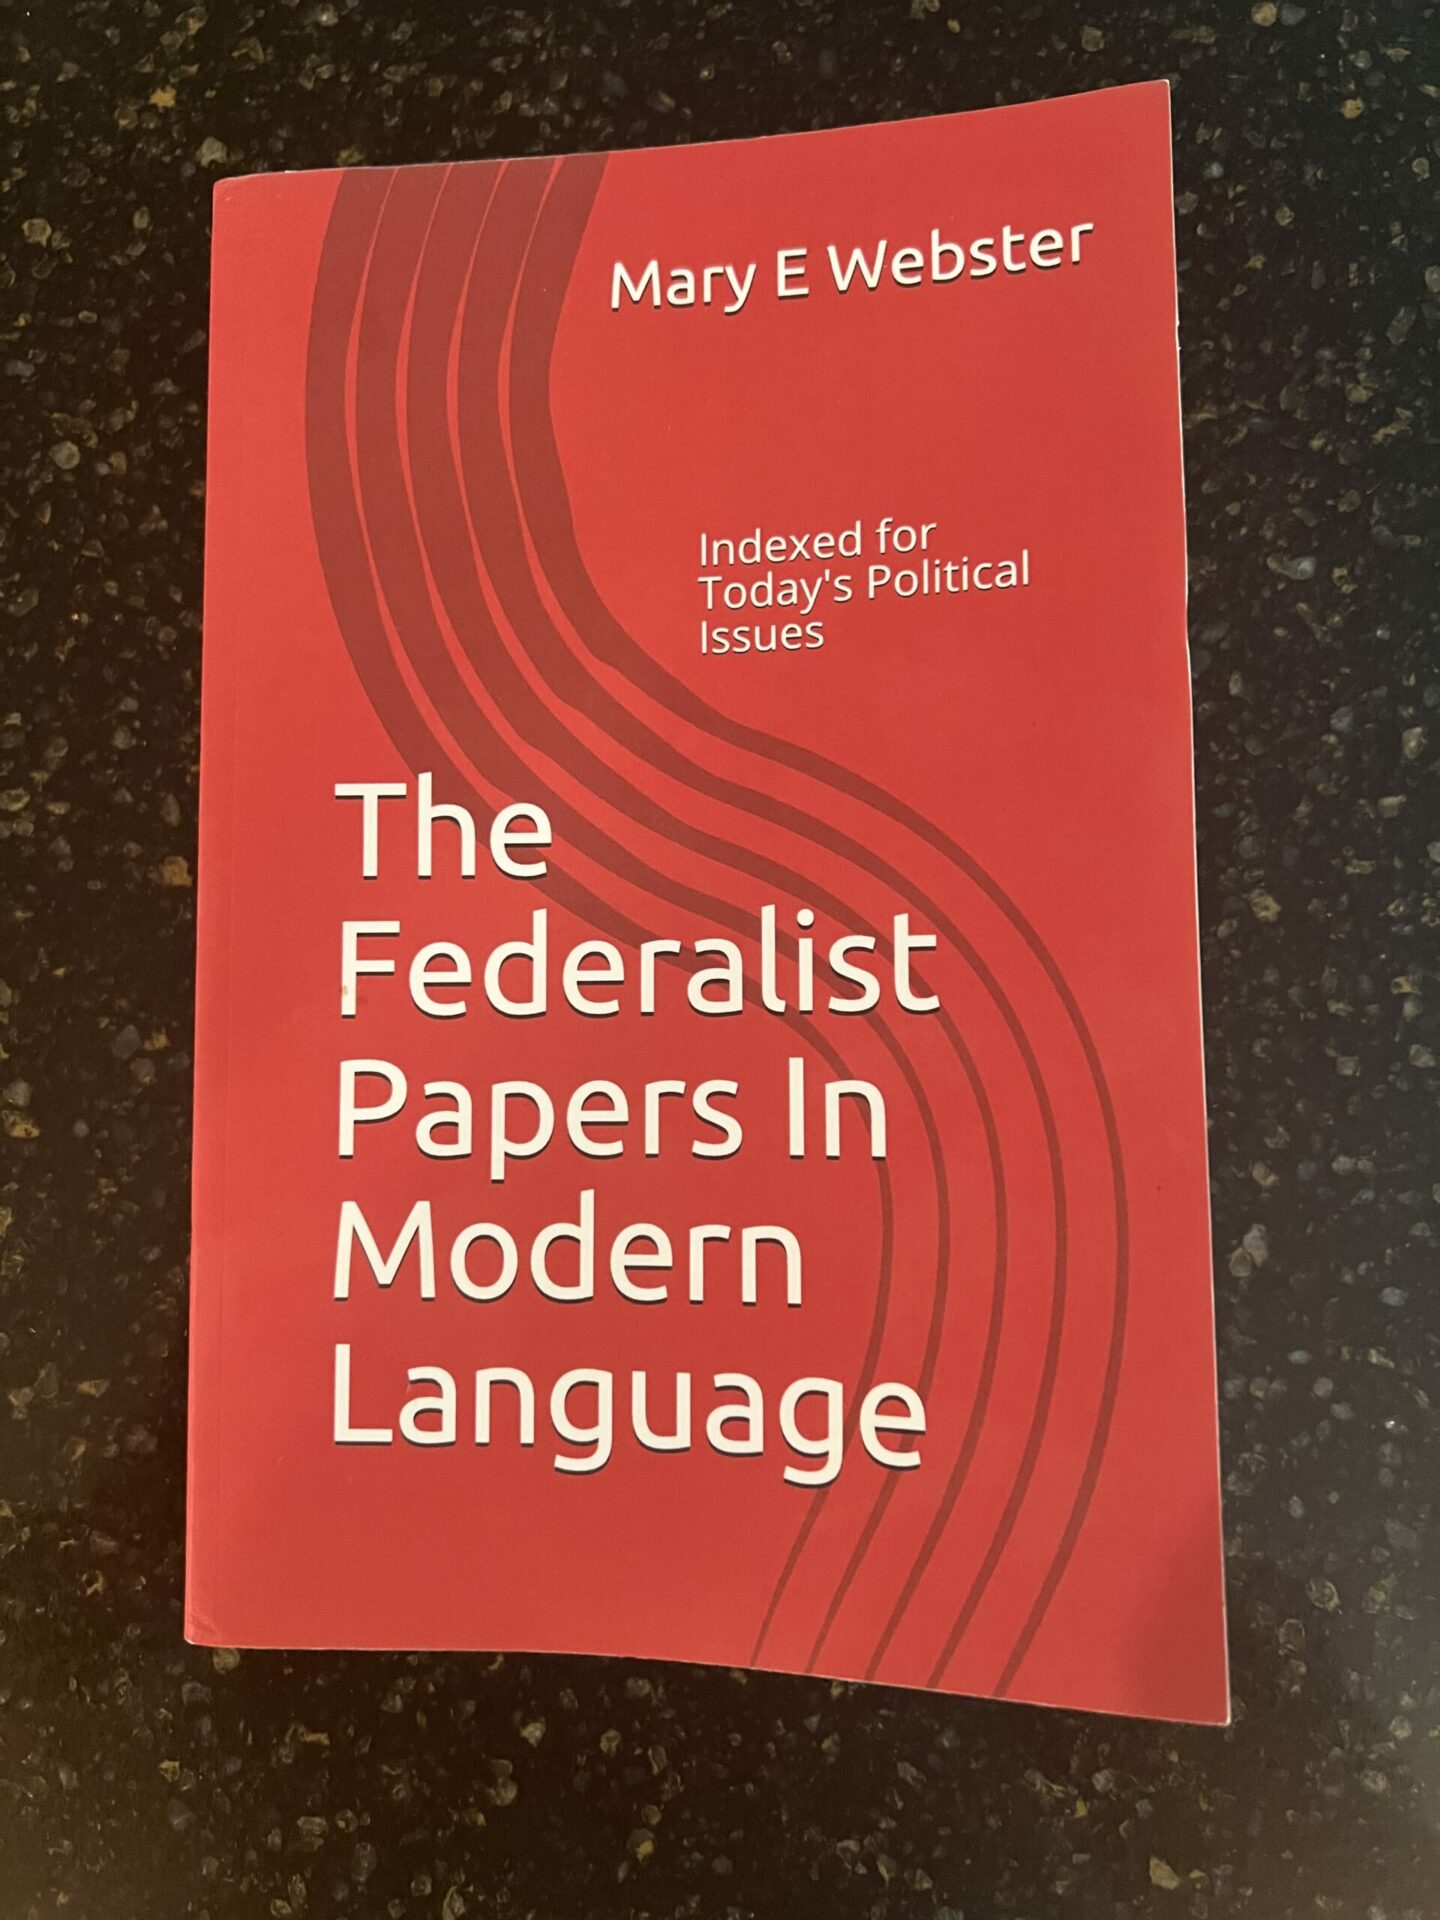 Mary E Webster
Indexed for
Today's Political
Issues
The
Federalist
Papers In
Modern
Language